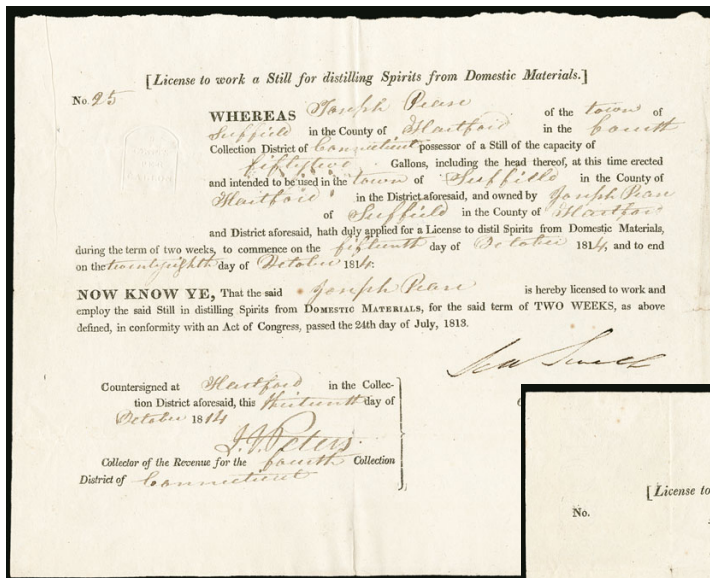 [License to work a Still for distilling Spirits from Domestic Materials.]
No. 25
WHEREAS Joseph Pease of the town of
Suffield in the County of Hartford in the fourth
Collection District of Connecticut possessor of a Still of the capacity of
fiftyfive Gallons, including the head thereof, at this time erected
and intended to be used in the town of Suffield in the County of
Hartford in the District aforesaid, and owned by Joseph Pease
of Suffield in the County of Hartford
and District aforesaid, hath duly applied for a License to distil Spirits from Domestic Materials,
during the term of two weeks, to commence on the fifteenth day of October 1814, and to end
on the twentyeighth day of October 1814.
NOW KNOW YE, That the said Joseph Pease is hereby licensed to work and
employ the said Still in distilling Spirits from DOMESTIC MATERIALS, for the said term of TWO WEEKS, as above
defined, in conformity with an Act of Congress, passed the 24th day of July, 1813.
Countersigned at Hartford in the Collec-
tion District aforesaid, this thirteenth day of
October 1814
J. P. Peters
Collector of the Revenue for the fourth Collection
District of Connecticut
[License to
No.